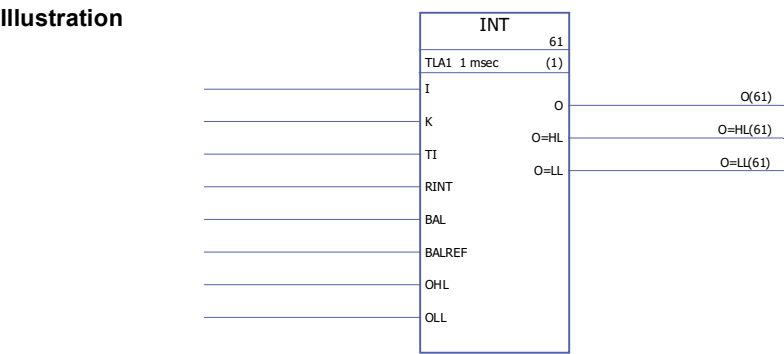 Illustration
INT
61
TLA1 1 msec (1)
I
O O(61)
K
O=HL O=HL(61)
TI
O=LL O=LL(61)
RINT
BAL
BALREF
OHL
OLL